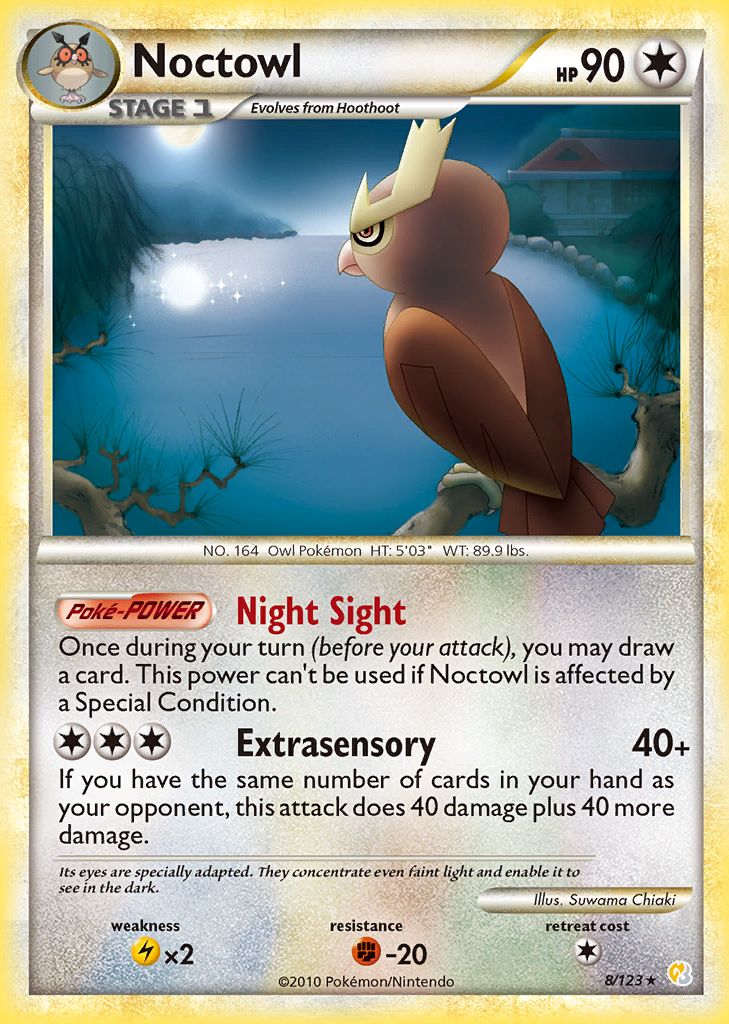 Noctowl
HP 90
STAGE 1
Evolves from Hoothoot
NO. 164 Owl Pokémon HT: 5'03" WT: 89.9 lbs.
Poké-POWER Night Sight
Once during your turn (before your attack), you may draw
a card. This power can't be used if Noctowl is affected by
a Special Condition.
Extrasensory 40+
If you have the same number of cards in your hand as
your opponent, this attack does 40 damage plus 40 more
damage.
Its eyes are specially adapted. They concentrate even faint light and enable it to
see in the dark.
Illus. Suwama Chiaki
weakness resistance retreat cost
×2 -20
©2010 Pokémon/Nintendo 8/123 ★